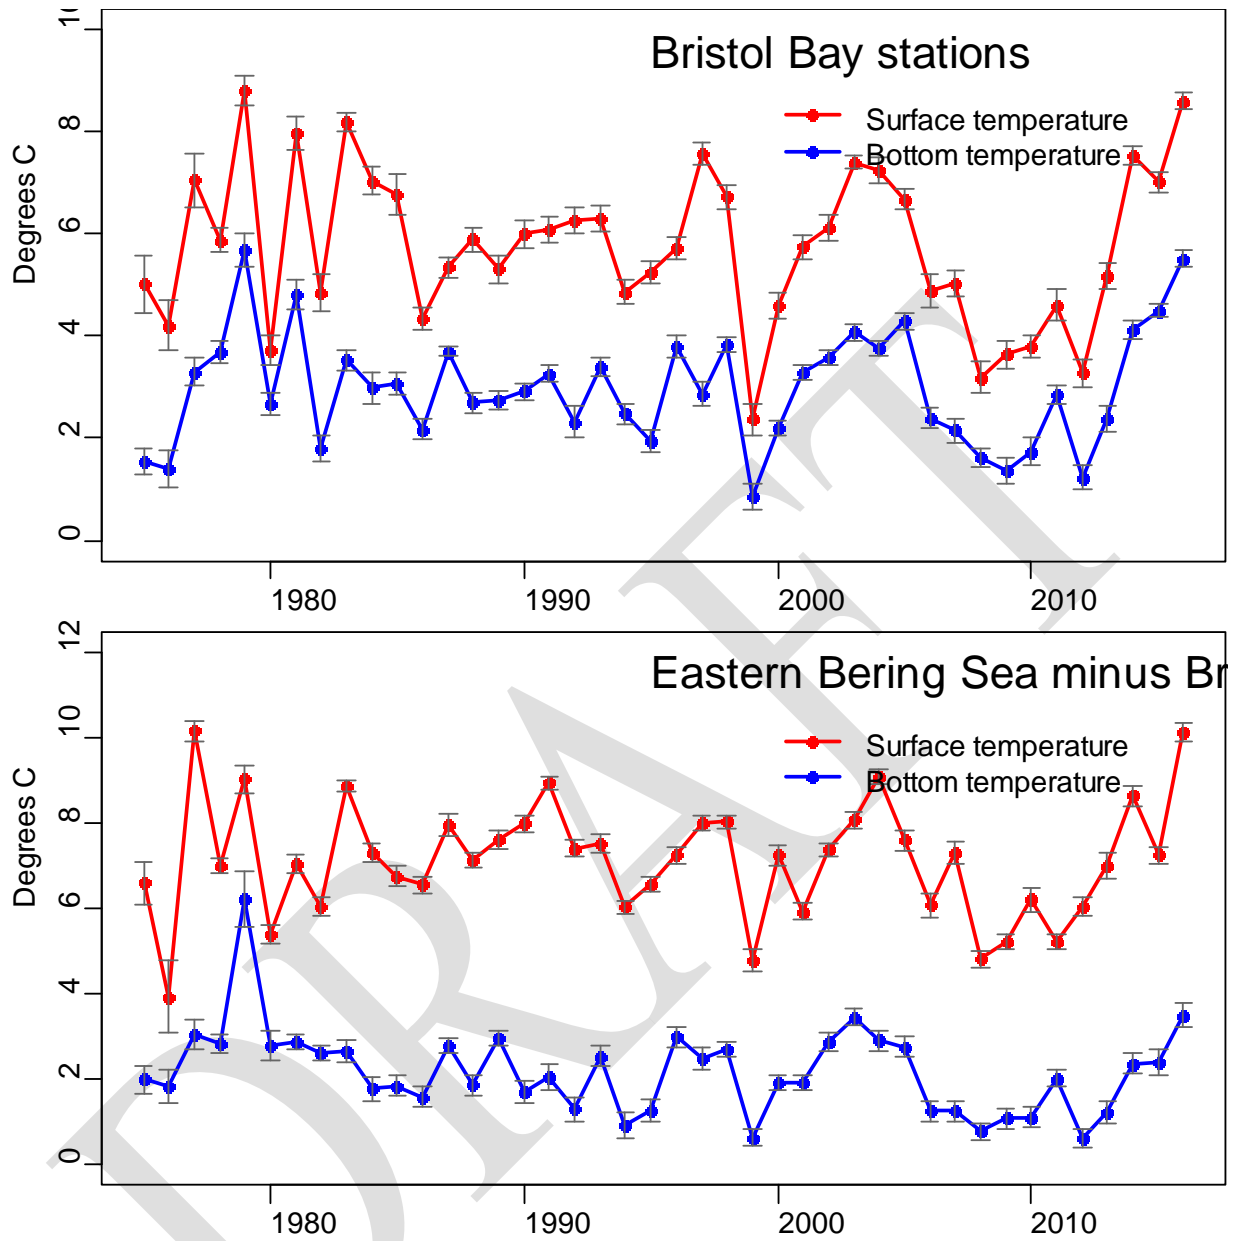 Bristol Bay stations
Surface temperature
Bottom temperature
Degrees C
10
8
6
4
2
0
1980 1990 2000 2010
Eastern Bering Sea minus Br
Surface temperature
Bottom temperature
Degrees C
12
10
8
6
4
2
0
1980 1990 2000 2010
DRAFT